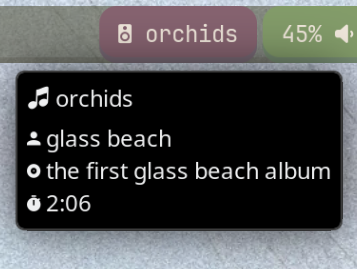 orchids
45%
orchids
glass beach
the first glass beach album
2:06